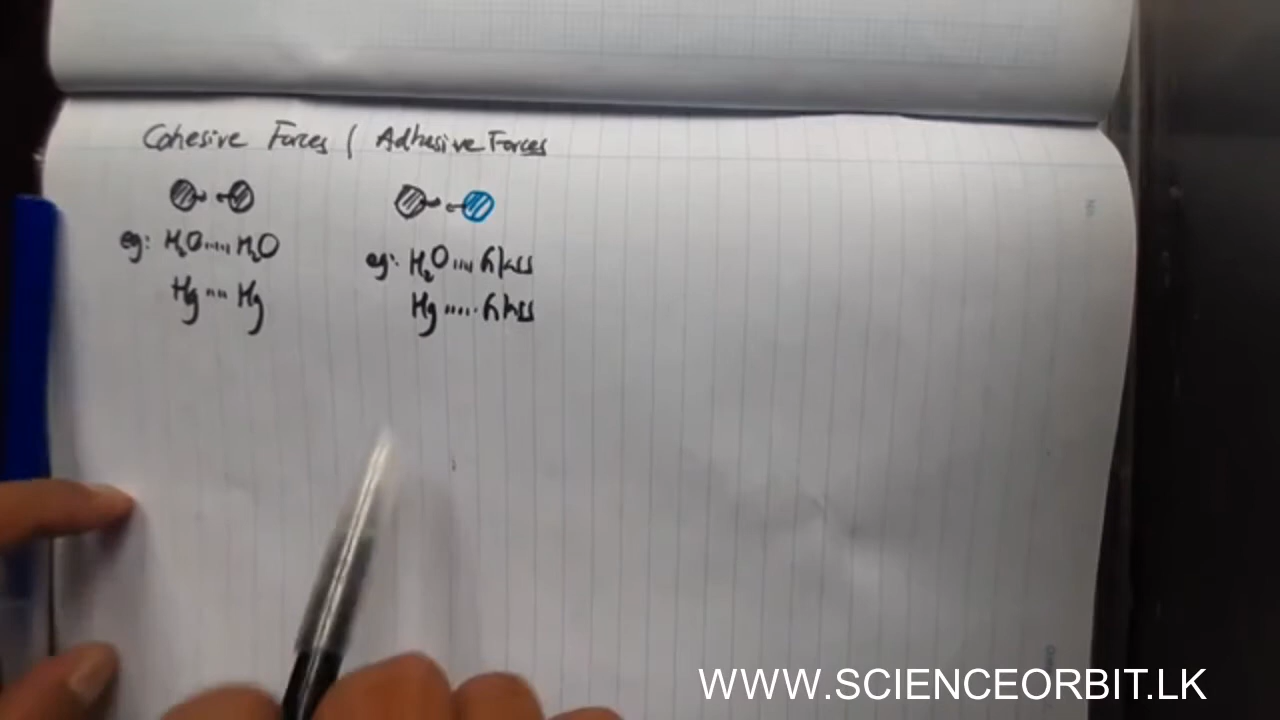 Cohesive Forces / Adhesive Forces
eg: H₂O.....H₂O
Hg.... Hg
eg: H₂O.....Glass
Hg......Glass
WWW.SCIENCEORBIT.LK